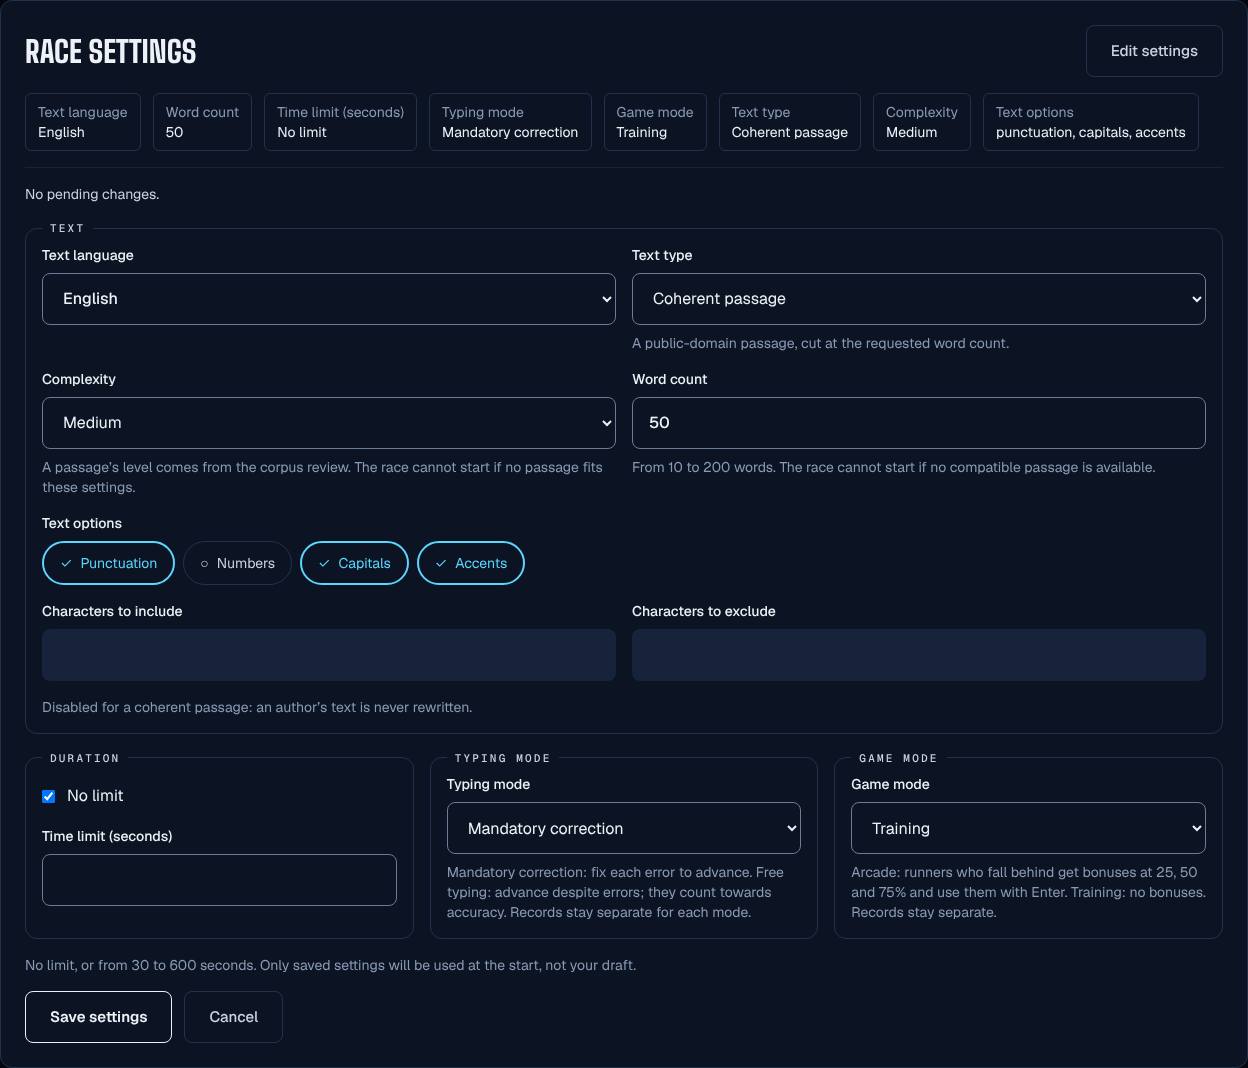 RACE SETTINGS
Edit settings
Text language
English
Word count
50
Time limit (seconds)
No limit
Typing mode
Mandatory correction
Game mode
Training
Text type
Coherent passage
Complexity
Medium
Text options
punctuation, capitals, accents
No pending changes.
TEXT
Text language
English
Text type
Coherent passage
A public-domain passage, cut at the requested word count.
Complexity
Medium
A passage’s level comes from the corpus review. The race cannot start if no passage fits
these settings.
Word count
50
From 10 to 200 words. The race cannot start if no compatible passage is available.
Text options
✓ Punctuation
○ Numbers
✓ Capitals
✓ Accents
Characters to include
Characters to exclude
Disabled for a coherent passage: an author’s text is never rewritten.
DURATION
No limit
Time limit (seconds)
TYPING MODE
Typing mode
Mandatory correction
Mandatory correction: fix each error to advance. Free
typing: advance despite errors; they count towards
accuracy. Records stay separate for each mode.
GAME MODE
Game mode
Training
Arcade: runners who fall behind get bonuses at 25, 50
and 75% and use them with Enter. Training: no bonuses.
Records stay separate.
No limit, or from 30 to 600 seconds. Only saved settings will be used at the start, not your draft.
Save settings
Cancel